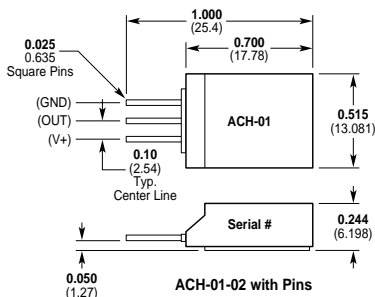 1.000
(25.4)
0.025
0.635
Square Pins
0.700
(17.78)
(GND)
(OUT)
(V+)
ACH-01
0.515
(13.081)
0.10
(2.54)
Typ.
Center Line
Serial #
0.244
(6.198)
0.050
(1.27)
ACH-01-02 with Pins